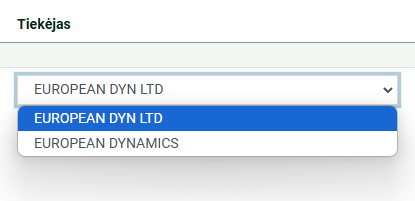 Tiekėjas
EUROPEAN DYN LTD
EUROPEAN DYN LTD
EUROPEAN DYNAMICS